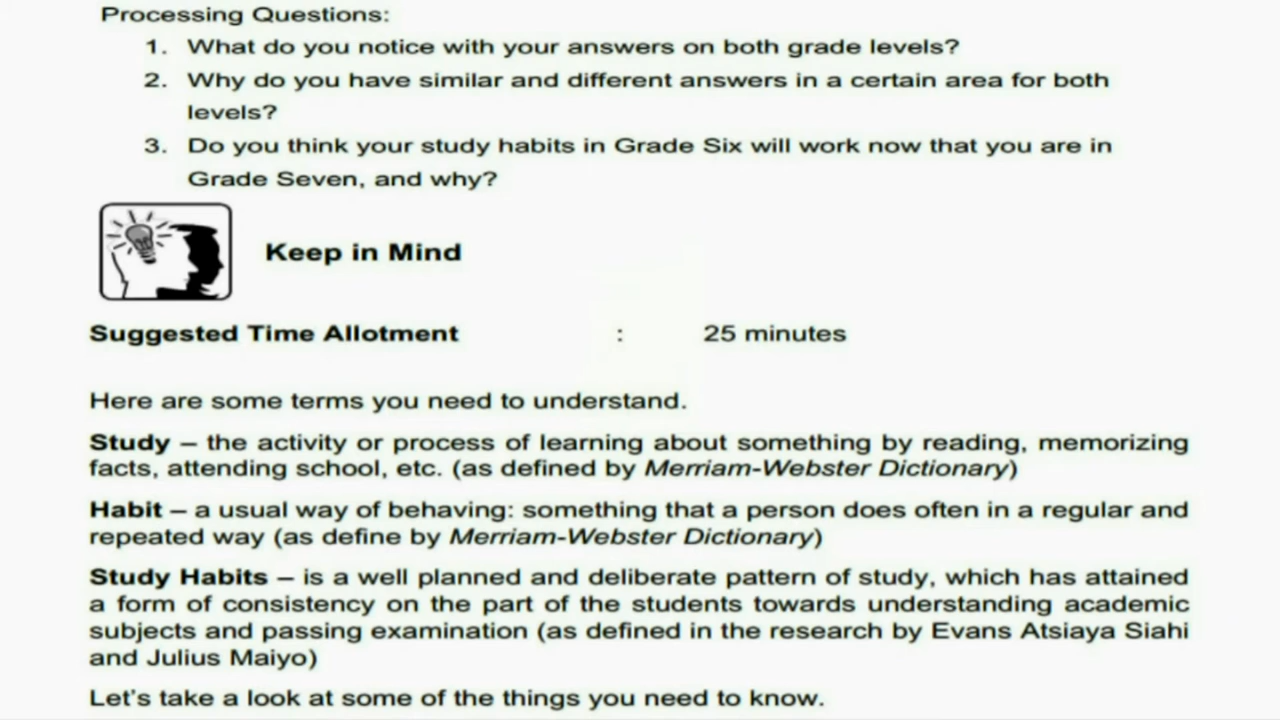 Processing Questions:
1. What do you notice with your answers on both grade levels?
2. Why do you have similar and different answers in a certain area for both
levels?
3. Do you think your study habits in Grade Six will work now that you are in
Grade Seven, and why?
Keep in Mind
Suggested Time Allotment : 25 minutes
Here are some terms you need to understand.
Study – the activity or process of learning about something by reading, memorizing
facts, attending school, etc. (as defined by Merriam-Webster Dictionary)
Habit – a usual way of behaving: something that a person does often in a regular and
repeated way (as define by Merriam-Webster Dictionary)
Study Habits – is a well planned and deliberate pattern of study, which has attained
a form of consistency on the part of the students towards understanding academic
subjects and passing examination (as defined in the research by Evans Atsiaya Siahi
and Julius Maiyo)
Let's take a look at some of the things you need to know.